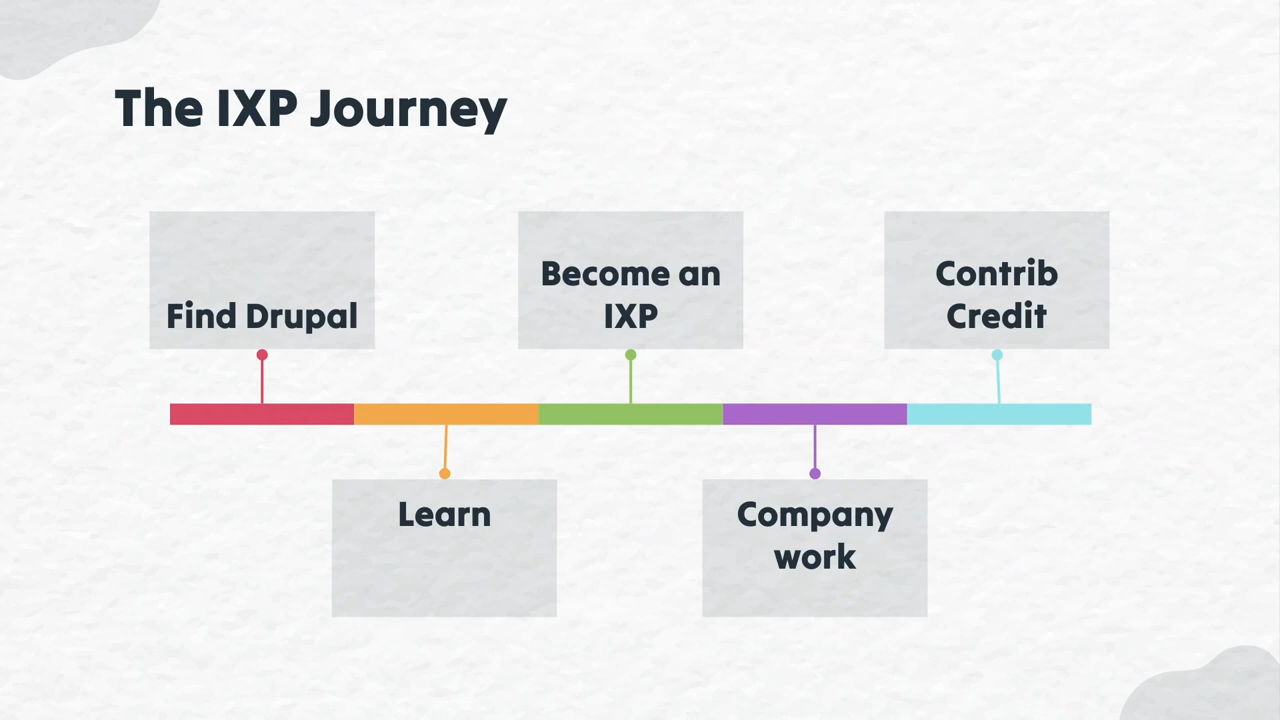 The IXP Journey
Find Drupal
Become an
IXP
Contrib
Credit
Learn
Company
work